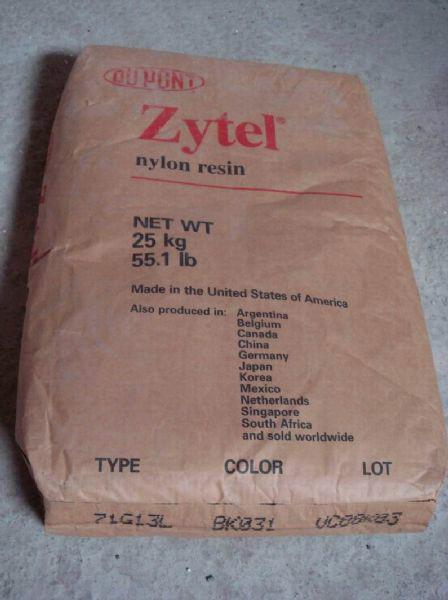 DU PONT
Zytel®
nylon resin
NET WT
25 kg
55.1 lb
Made in the United States of America
Also produced in: Argentina
Belgium
Canada
China
Germany
Japan
Korea
Mexico
Netherlands
Singapore
South Africa
and sold worldwide
TYPE COLOR LOT
71G13L BK031